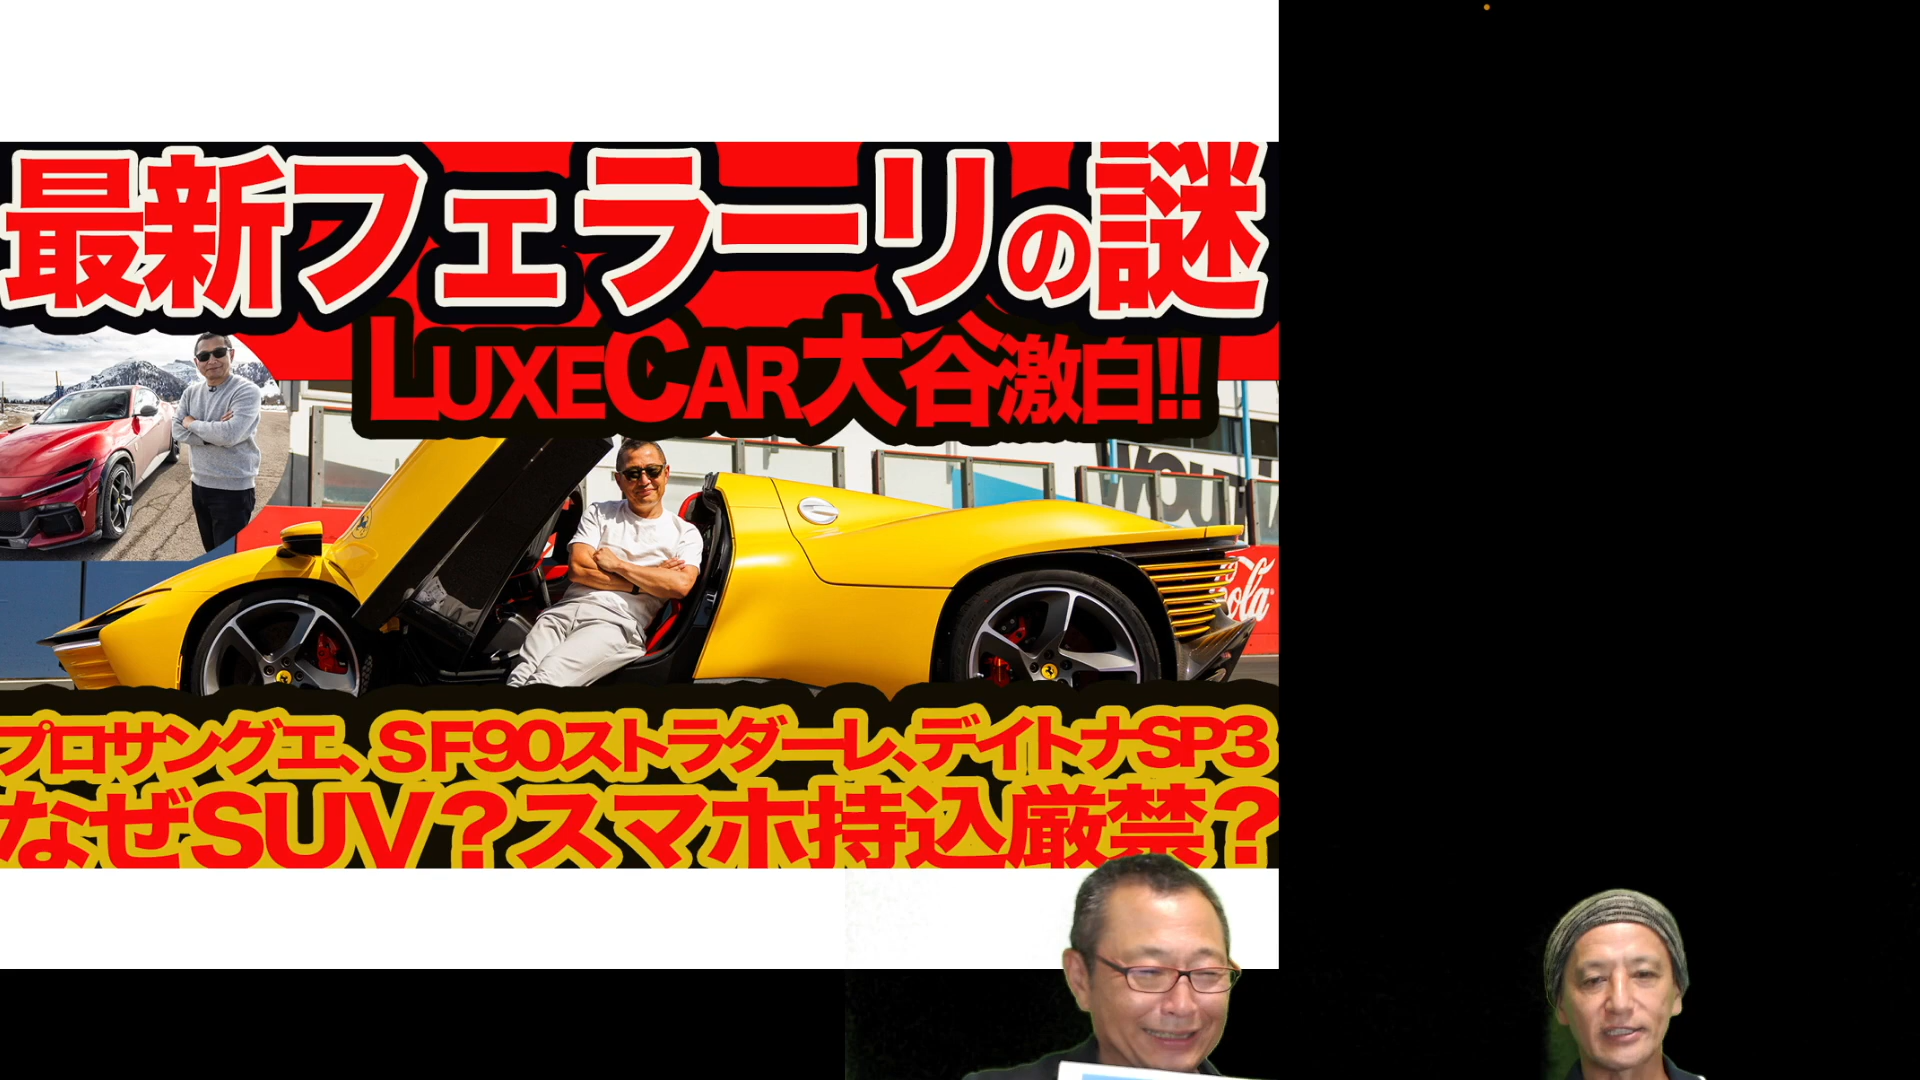 最新フェラーリの謎
LUXECAR大谷激白!!
YOU
Cola
プロサングエ、SF90ストラダーレ、デイトナSP3
なぜSUV?スマホ持込厳禁?